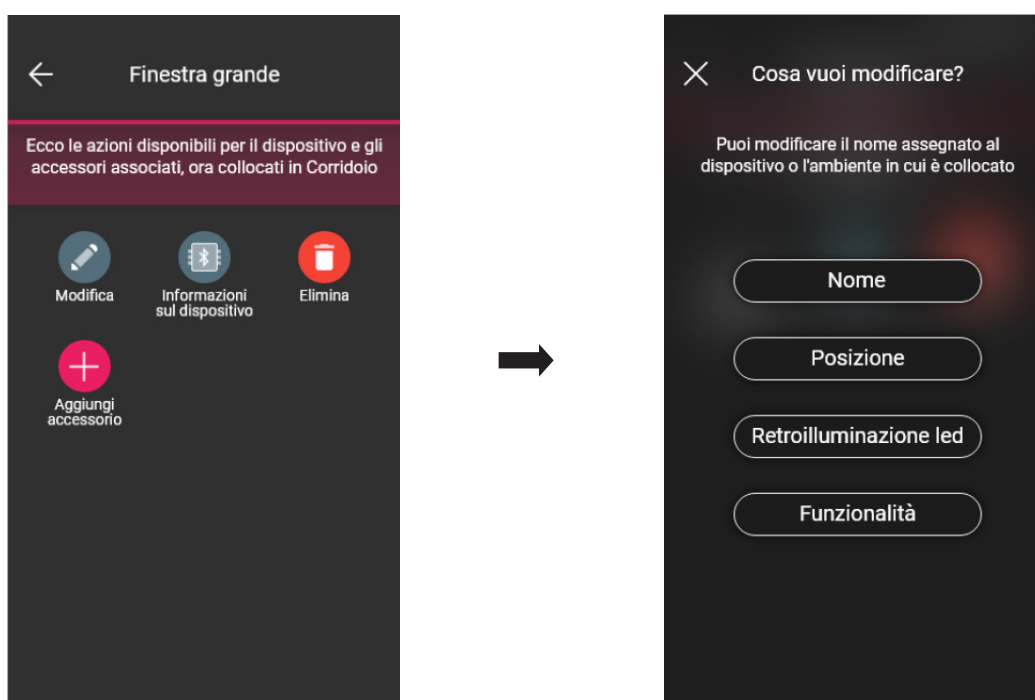 Finestra grande
Ecco le azioni disponibili per il dispositivo e gli
accessori associati, ora collocati in Corridoio
Modifica
Informazioni
sul dispositivo
Elimina
Aggiungi
accessorio
Cosa vuoi modificare?
Puoi modificare il nome assegnato al
dispositivo o l'ambiente in cui è collocato
Nome
Posizione
Retroilluminazione led
Funzionalità